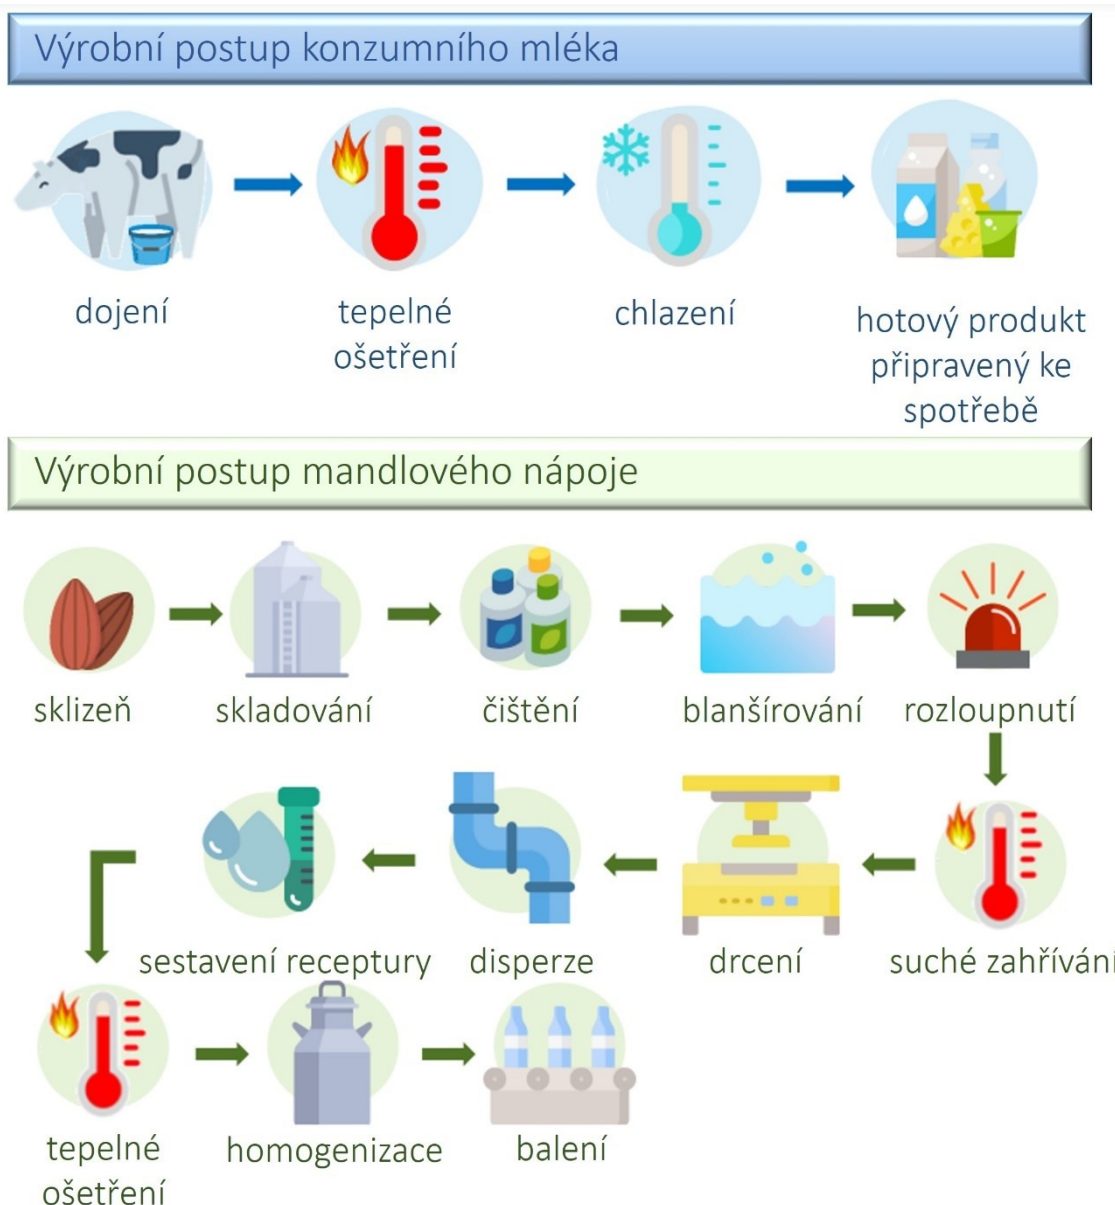 Výrobní postup konzumního mléka
dojení
tepelné
ošetření
chlazení
hotový produkt
připravený ke
spotřebě
Výrobní postup mandlového nápoje
sklizeň
skladování
čištění
blanšírování
rozloupnutí
suché zahřívání
drcení
disperze
sestavení receptury
tepelné
ošetření
homogenizace
balení